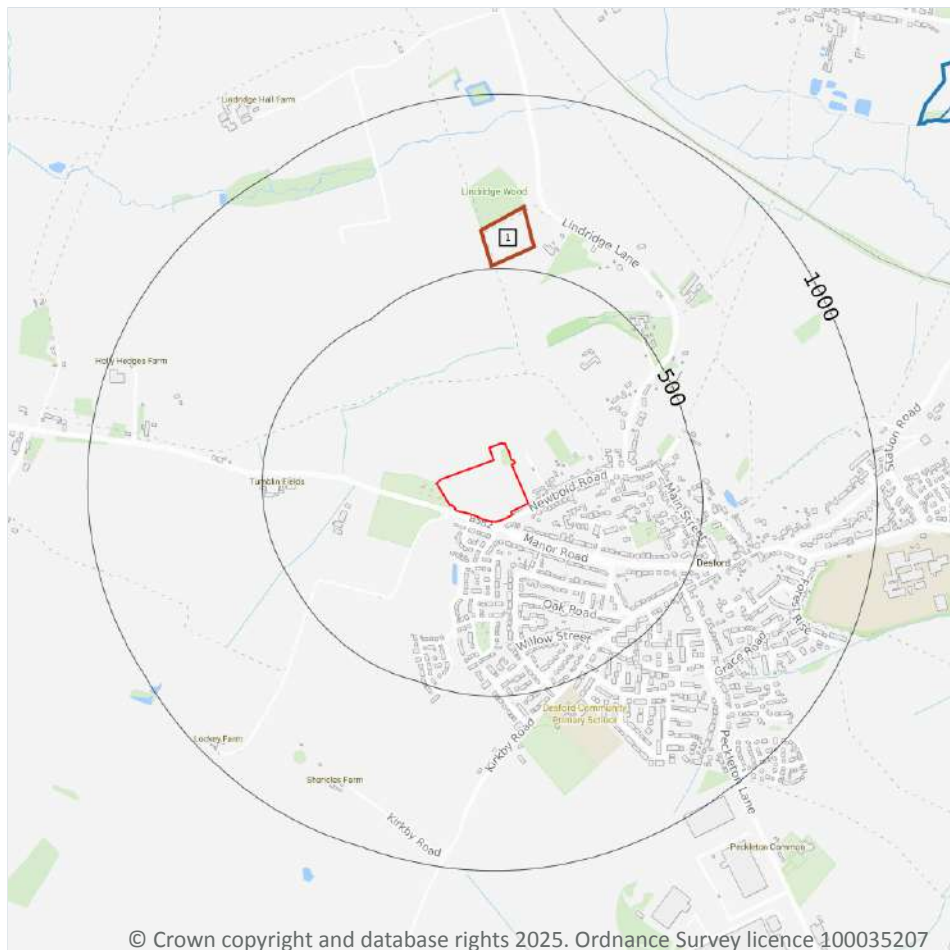 Lindridge Hall Farm
Lindridge Wood
1
Lindridge Lane
1000
Holly Hedges Farm
500
Station Road
Tumblin Fields
Newbold Road
Main Street
B582
Manor Road
Desford
Forest Rise
Oak Road
Willow Street
Grace Road
Desford Community
Primary School
Lockey Farm
Kirkby Road
Peckleton Lane
Kirkby Road
Peckleton Common
© Crown copyright and database rights 2025. Ordnance Survey licence 100035207